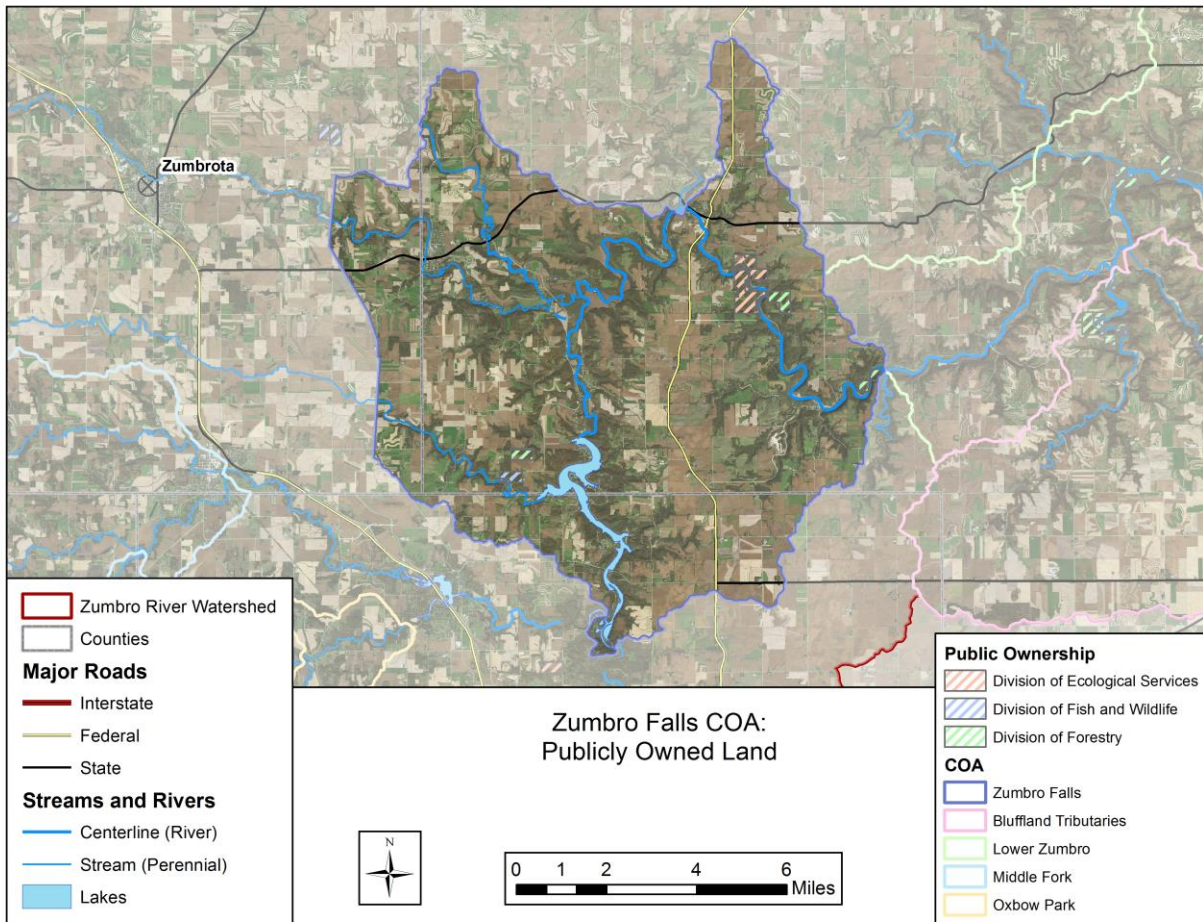 Zumbrota
Zumbro River Watershed
Counties
Major Roads
Interstate
Federal
State
Streams and Rivers
Centerline (River)
Stream (Perennial)
Lakes
Zumbro Falls COA:
Publicly Owned Land
N
0 1 2 4 6
Miles
Public Ownership
Division of Ecological Services
Division of Fish and Wildlife
Division of Forestry
COA
Zumbro Falls
Bluffland Tributaries
Lower Zumbro
Middle Fork
Oxbow Park